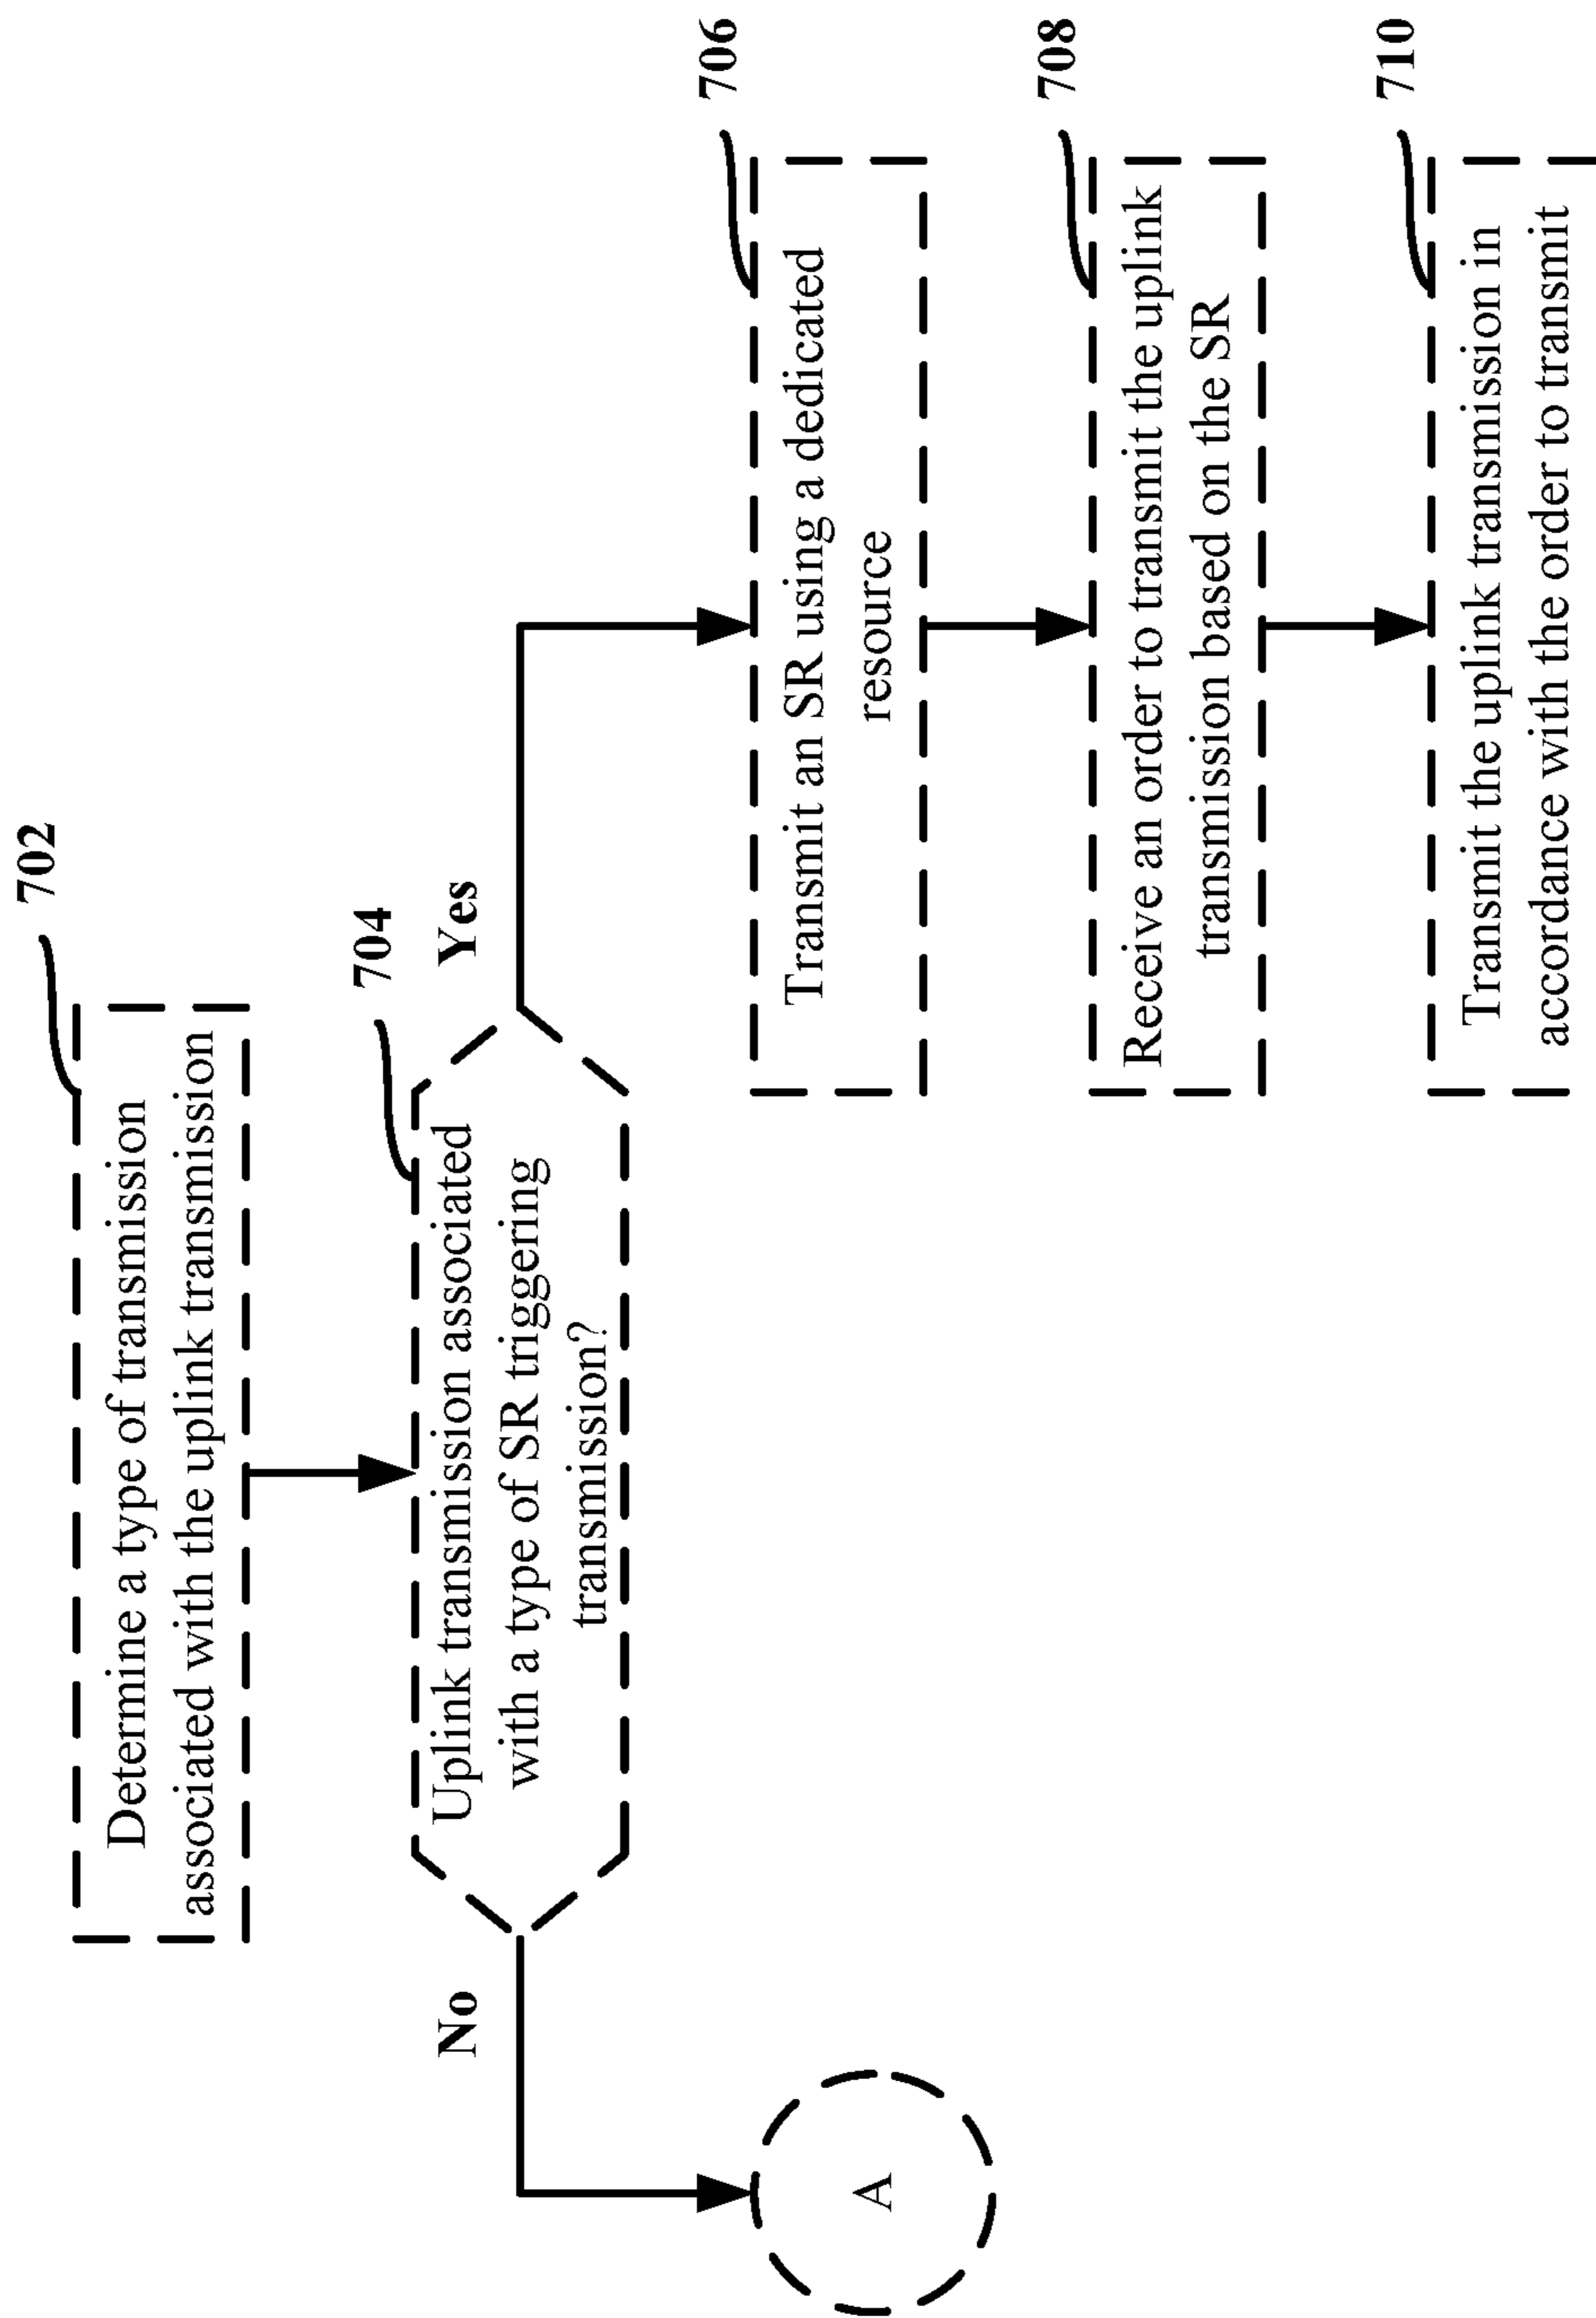 702
Determine a type of transmission
associated with the uplink transmission
704
Uplink transmission associated
with a type of SR triggering
transmission?
No
Yes
A
706
Transmit an SR using a dedicated
resource
708
Receive an order to transmit the uplink
transmission based on the SR
710
Transmit the uplink transmission in
accordance with the order to transmit